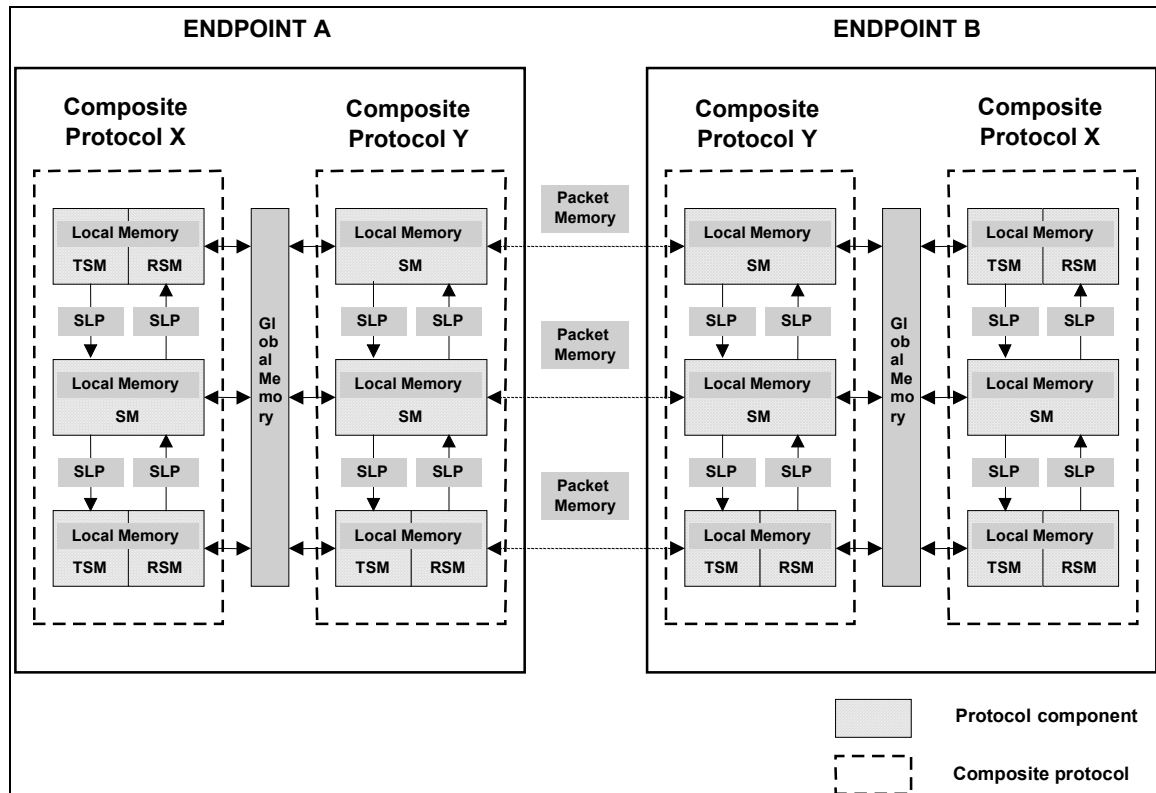 ENDPOINT A
ENDPOINT B
Composite
Protocol X
Composite
Protocol Y
Composite
Protocol Y
Composite
Protocol X
Packet
Memory
Local Memory
TSM
RSM
Local Memory
SM
Local Memory
SM
Local Memory
TSM
RSM
SLP
SLP
SLP
SLP
SLP
SLP
SLP
SLP
Gl
ob
al
Me
mo
ry
Packet
Memory
Gl
ob
al
Me
mo
ry
Local Memory
SM
Local Memory
SM
Local Memory
SM
Local Memory
SM
SLP
SLP
SLP
SLP
SLP
SLP
SLP
SLP
Packet
Memory
Local Memory
TSM
RSM
Local Memory
TSM
RSM
Local Memory
TSM
RSM
Local Memory
TSM
RSM
Protocol component
Composite protocol